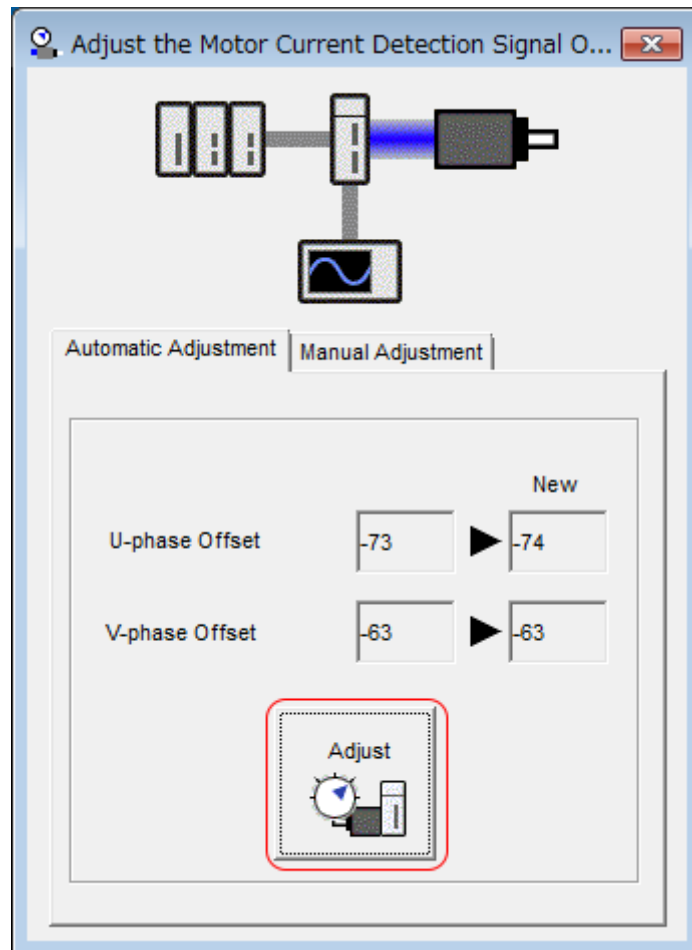 Adjust the Motor Current Detection Signal O...
Automatic Adjustment
Manual Adjustment
New
U-phase Offset -73 -74
V-phase Offset -63 -63
Adjust